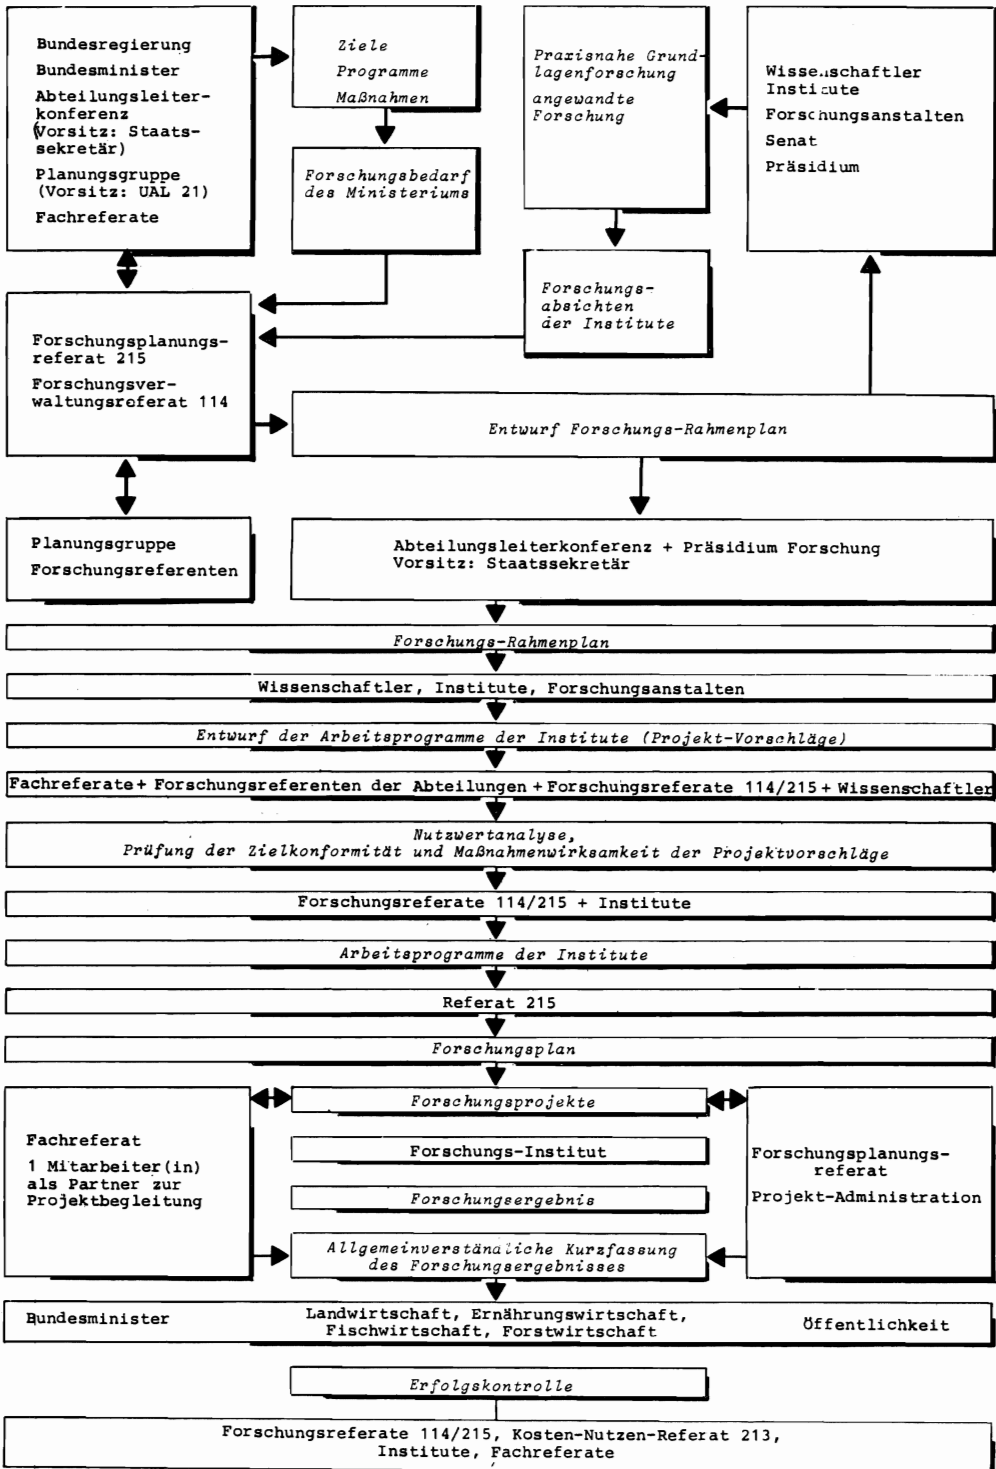 Bundesregierung
Bundesminister
Abteilungsleiter-
konferenz
(Vorsitz: Staats-
sekretär)
Planungsgruppe
(Vorsitz: UAL 21)
Fachreferate
Ziele
Programme
Maßnahmen
Forschungsbedarf
des Ministeriums
Praxisnahe Grund-
lagenforschung
angewandte
Forschung
Wissenschaftler
Institute
Forschungsanstalten
Senat
Präsidium
Forschungs-
absichten
der Institute
Forschungsplanungs-
referat 215
Forschungsver-
waltungsreferat 114
Entwurf Forschungs-Rahmenplan
Planungsgruppe
Forschungsreferenten
Abteilungsleiterkonferenz + Präsidium Forschung
Vorsitz: Staatssekretär
Forschungs-Rahmenplan
Wissenschaftler, Institute, Forschungsanstalten
Entwurf der Arbeitsprogramme der Institute (Projekt-Vorschläge)
Fachreferate+ Forschungsreferenten der Abteilungen + Forschungsreferate 114/215 + Wissenschaftler
Nutzwertanalyse,
Prüfung der Zielkonformität und Maßnahmenwirksamkeit der Projektvorschläge
Forschungsreferate 114/215 + Institute
Arbeitsprogramme der Institute
Referat 215
Forschungsplan
Fachreferat
1 Mitarbeiter(in)
als Partner zur
Projektbegleitung
Forschungsprojekte
Forschungs-Institut
Forschungsergebnis
Allgemeinverständliche Kurzfassung
des Forschungsergebnisses
Forschungsplanungs-
referat
Projekt-Administration
Bundesminister
Landwirtschaft, Ernährungswirtschaft,
Fischwirtschaft, Forstwirtschaft
Öffentlichkeit
Erfolgskontrolle
Forschungsreferate 114/215, Kosten-Nutzen-Referat 213,
Institute, Fachreferate